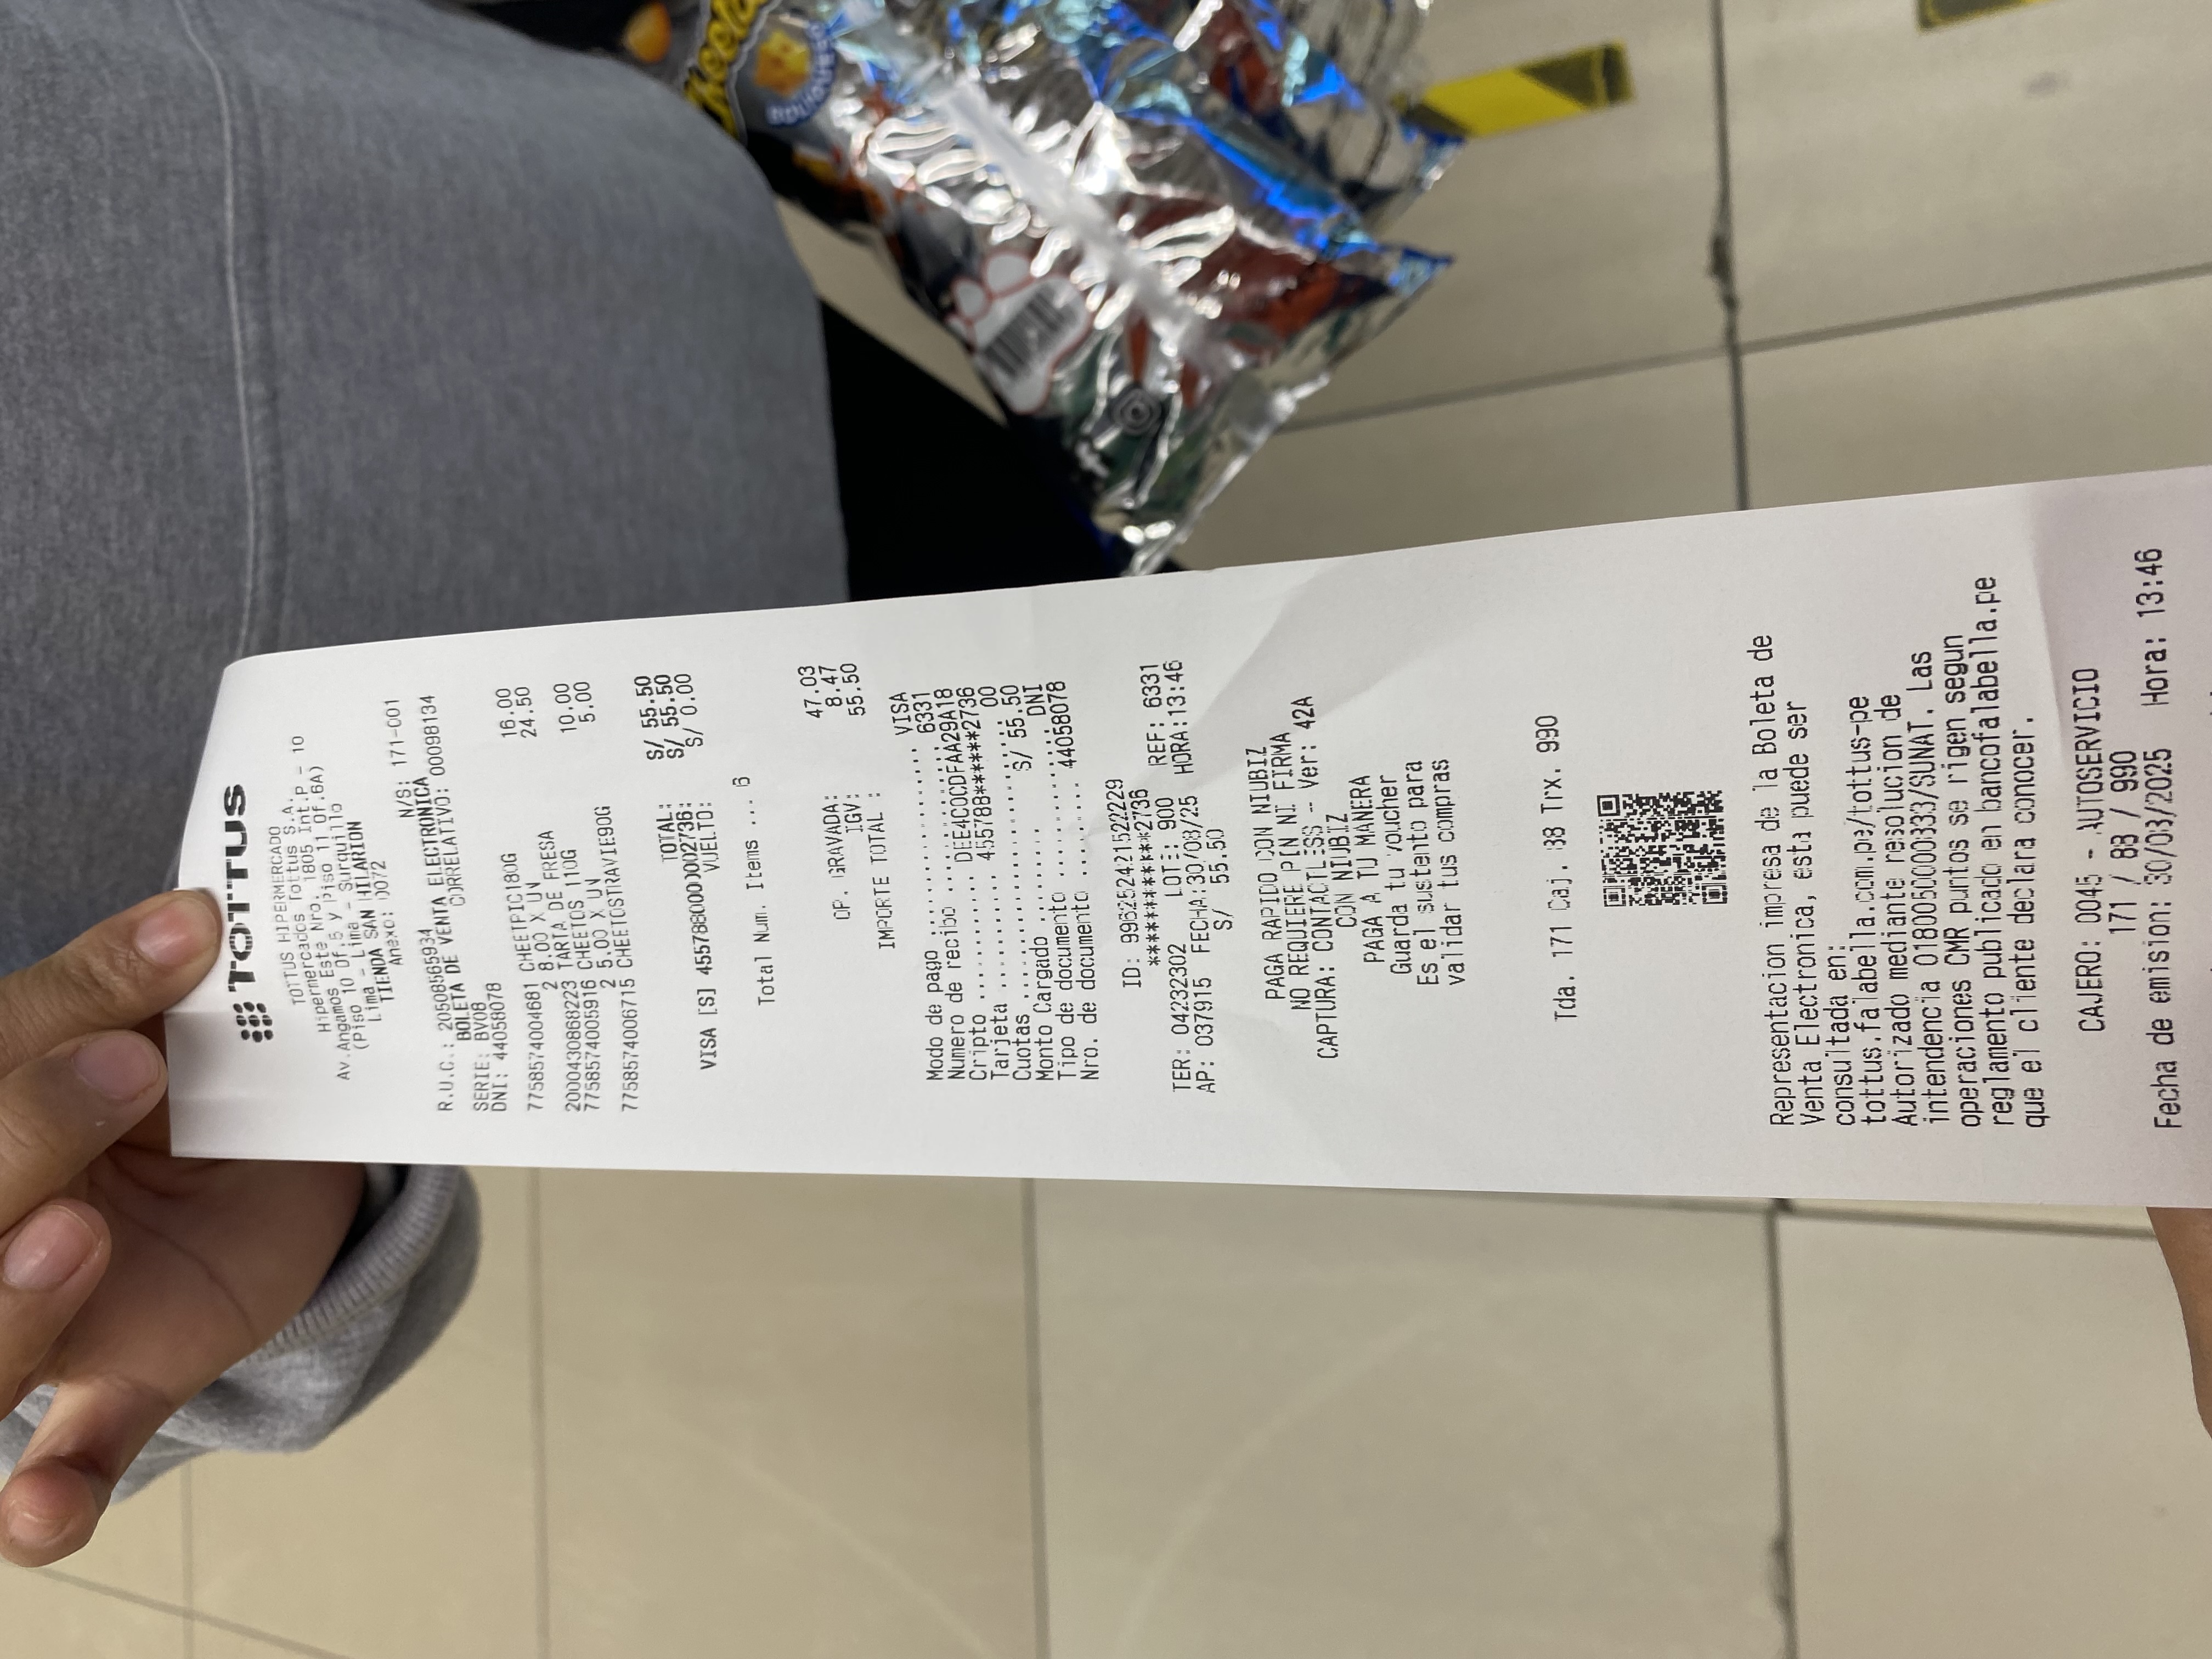 TOTTUS
TOTTUS HIPERMERCADO
Hipermercados Tottus S.A.
Av.Angamos Este Nro. 1805 Int.P - 10
(Piso 10 Of.5 y Piso 11 Of.6A)
Lima - Lima - Surquillo
TIENDA SAN HILARION
Anexo: 0072
N/S: 171-001
R.U.C.: 20508565934
BOLETA DE VENTA ELECTRONICA
SERIE: BV08 CORRELATIVO: 00098134
DNI: 44058078
7758574004681 CHEETPIC180G 16.00
2 8.00 X UN
2000430868223 TARTA DE FRESA 24.50
7758574005916 CHEETOS 110G 10.00
2 5.00 X UN
7758574006715 CHEETOSTRAVIE90G 5.00
TOTAL: S/ 55.50
VISA [S] 4557880000002736: S/ 55.50
VUELTO: S/ 0.00
Total Num. Items ... 6
OP. GRAVADA: 47.03
IGV: 8.47
IMPORTE TOTAL : 55.50
Modo de pago .................. VISA
Numero de recibo .............. 6331
Cripto ........... DEE4C0CDFAA29A18
Tarjeta ........... 455788******2736
Cuotas .......................... 00
Monto Cargado ......... S/ 55.50
Tipo de documento ............. DNI
Nro. de documento ......... 44058078
ID: 996252421522229
************2736
TER: 04232302 LOTE: 900 REF: 6331
AP: 037915 FECHA:30/08/25 HORA:13:46
S/ 55.50
PAGA RAPIDO CON NIUBIZ
NO REQUIERE PIN NI FIRMA
CAPTURA: CONTACTLESS - Ver: 42A
CON NIUBIZ
PAGA A TU MANERA
Guarda tu voucher
Es el sustento para
validar tus compras
Tda. 171 Caj. 88 Trx. 990
Representacion impresa de la Boleta de
Venta Electronica, esta puede ser
consultada en:
tottus.falabella.com.pe/tottus-pe
Autorizado mediante resolucion de
intendencia 0180050000833/SUNAT. Las
operaciones CMR puntos se rigen segun
reglamento publicado en bancofalabella.pe
que el cliente declara conocer.
CAJERO: 0045 - AUTOSERVICIO
171 / 88 / 990
Fecha de emision: 30/08/2025 Hora: 13:46